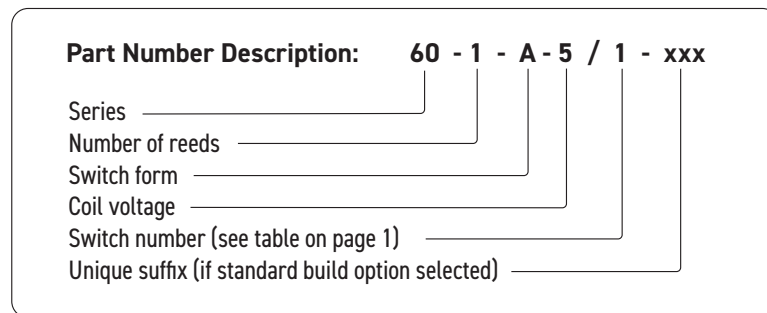 Part Number Description: 60 - 1 - A - 5 / 1 - xxx
Series
Number of reeds
Switch form
Coil voltage
Switch number (see table on page 1)
Unique suffix (if standard build option selected)